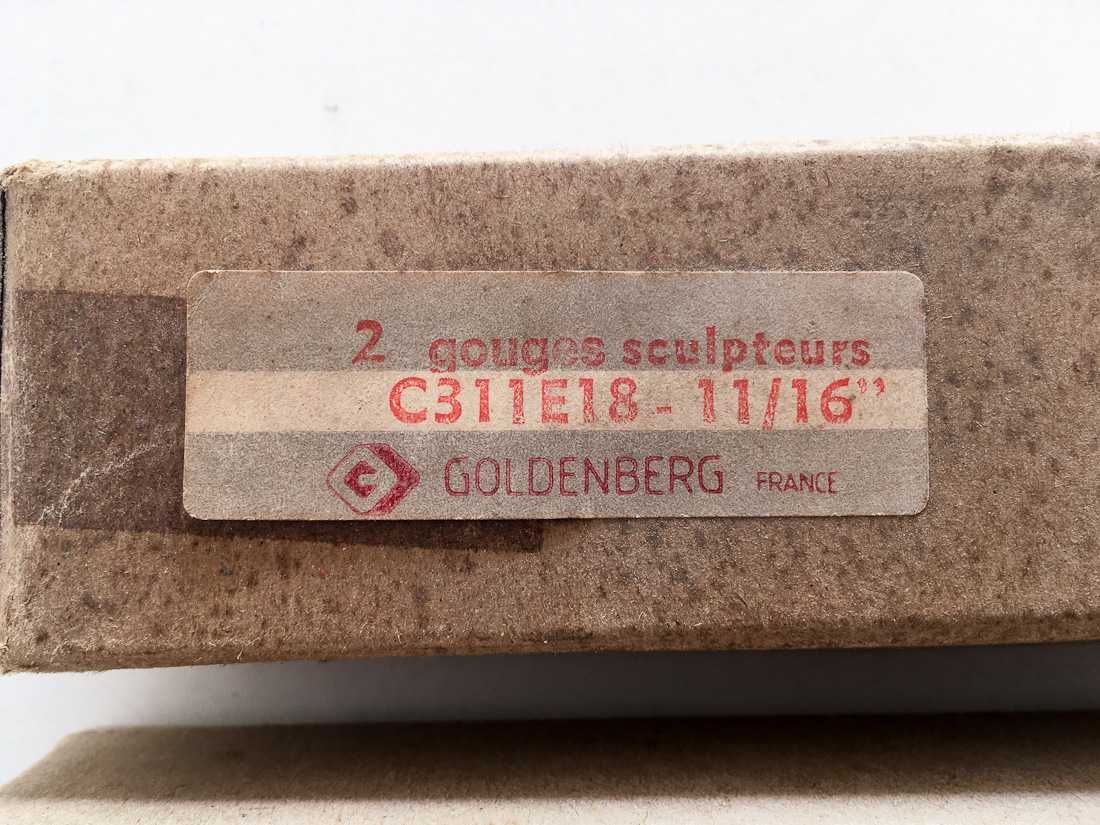 2 gouges sculpteurs
C311E18 - 11/16”
G GOLDENBERG FRANCE